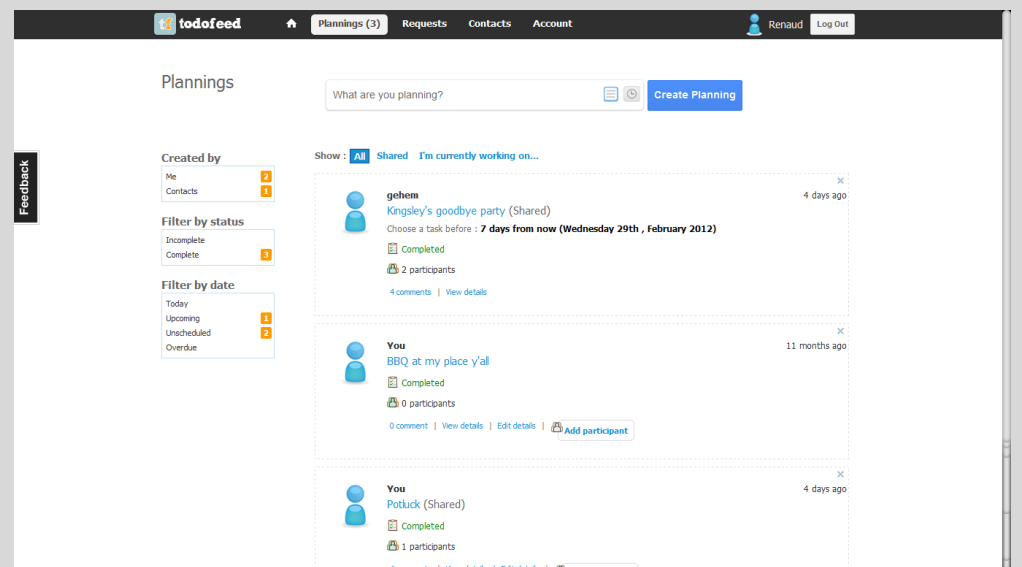 todofeed Plannings (3) Requests Contacts Account Renaud Log Out
Plannings
What are you planning? Create Planning
Feedback
Created by
Me 2
Contacts 1
Filter by status
Incomplete
Complete 3
Filter by date
Today
Upcoming 1
Unscheduled 2
Overdue
Show : All Shared I'm currently working on...
gehem 4 days ago
Kingsley's goodbye party (Shared)
Choose a task before : 7 days from now (Wednesday 29th , February 2012)
Completed
2 participants
4 comments | View details
You 11 months ago
BBQ at my place y'all
Completed
0 participants
0 comment | View details | Edit details | Add participant
You 4 days ago
Potluck (Shared)
Completed
1 participants